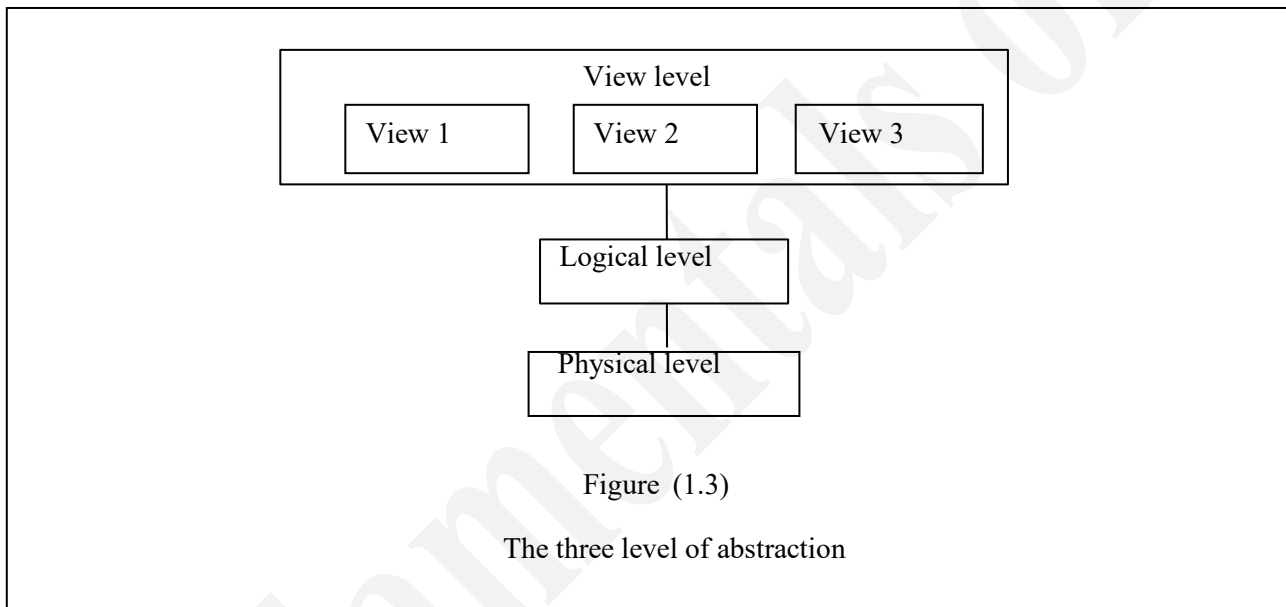 View level
View 1
View 2
View 3
Logical level
Physical level
Figure (1.3)
The three level of abstraction